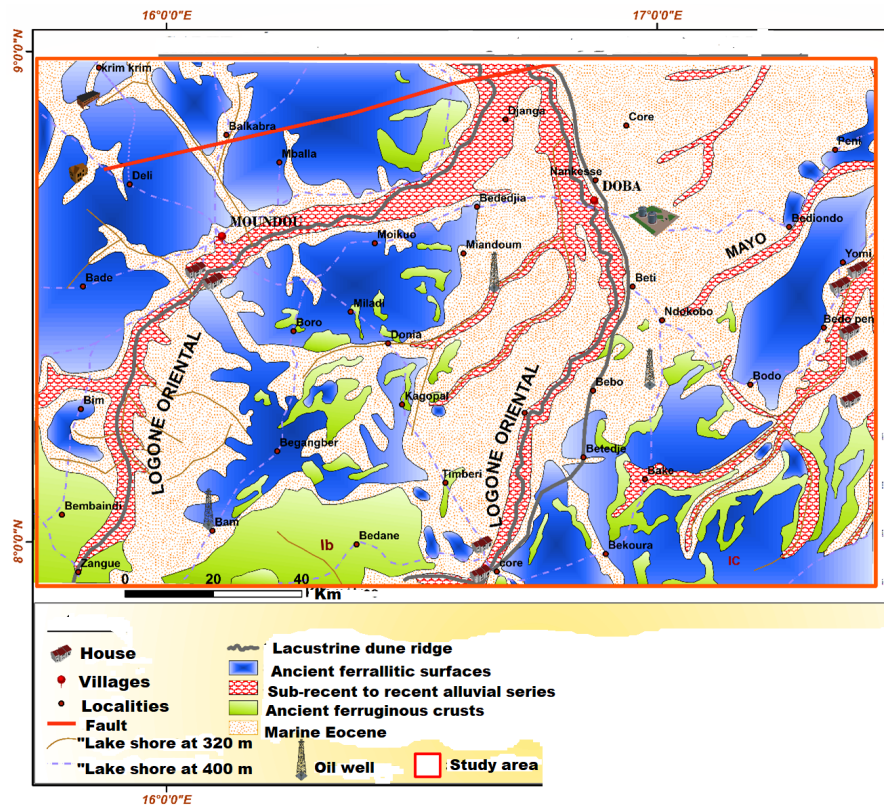 16°0'0"E 17°0'0"E
9°0'0"N
krim krim
Balkabra
Djanga
Core
Mballa
Peni
Deli
Nankesse
DOBA
Bededjia
MOUNDOU
Bediondo
Moikuo
Miandoum
MAYO
Yomi
Bade
Beti
Miladi
Ndokobo
Boro
Bedo pen
Donia
LOGONE ORIENTAL
LOGONE ORIENTAL
Bodo
Bebo
Kagopal
Bim
Begangber
Betedje
Timberi
Bake
Bembaindi
Bam
8°0'0"N
Ib
Bedane
Bekoura
IC
Zangue
core
0 20 40
Km
House
Villages
Localities
Fault
"Lake shore at 320 m
"Lake shore at 400 m
Lacustrine dune ridge
Ancient ferrallitic surfaces
Sub-recent to recent alluvial series
Ancient ferruginous crusts
Marine Eocene
Oil well
Study area
16°0'0"E